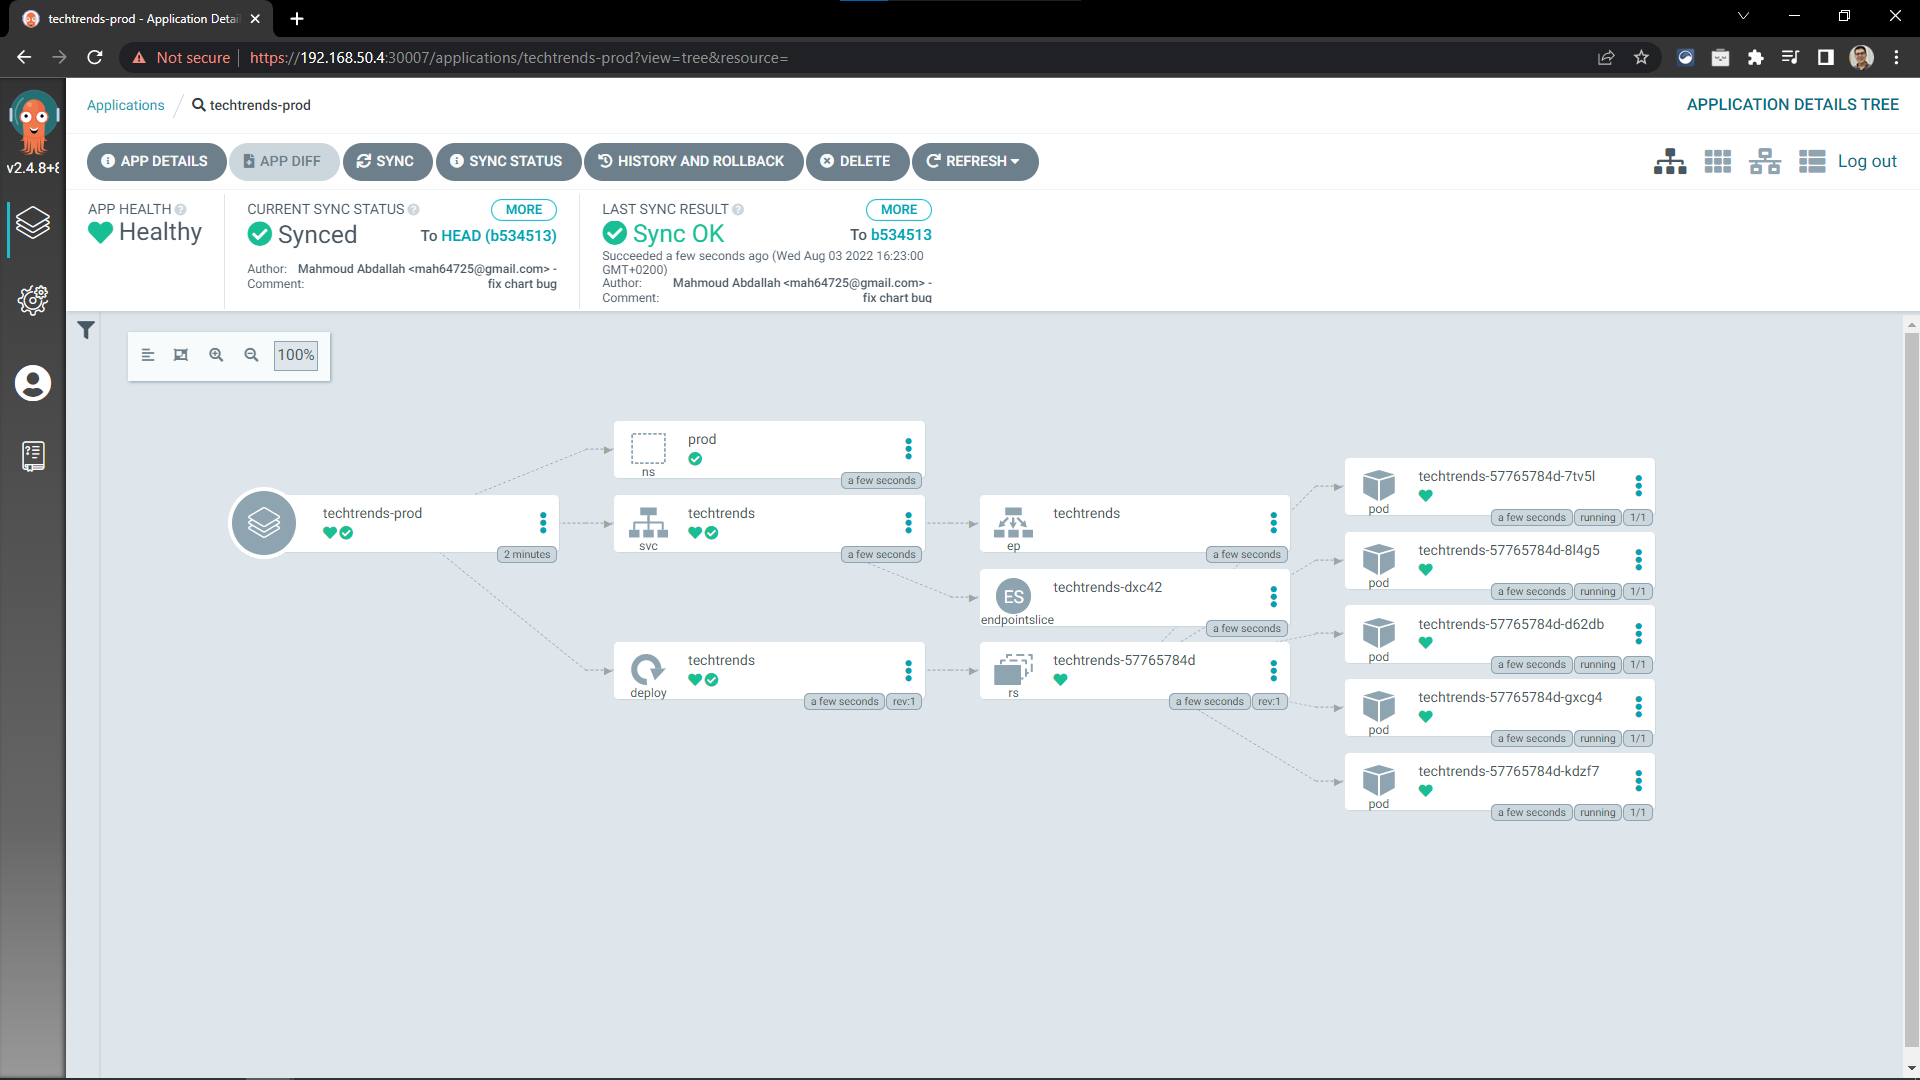 techtrends-prod - Application Detai
Not secure
https://192.168.50.4:30007/applications/techtrends-prod?view=tree&resource=
v2.4.8+8
Applications
techtrends-prod
APPLICATION DETAILS TREE
APP DETAILS
APP DIFF
SYNC
SYNC STATUS
HISTORY AND ROLLBACK
DELETE
REFRESH
Log out
APP HEALTH
Healthy
CURRENT SYNC STATUS
MORE
Synced
To HEAD (b534513)
Author: Mahmoud Abdallah <mah64725@gmail.com> -
Comment: fix chart bug
LAST SYNC RESULT
MORE
Sync OK
To b534513
Succeeded a few seconds ago (Wed Aug 03 2022 16:23:00
GMT+0200)
Author: Mahmoud Abdallah <mah64725@gmail.com> -
Comment: fix chart bug
100%
techtrends-prod
2 minutes
ns
prod
a few seconds
svc
techtrends
a few seconds
deploy
techtrends
a few seconds
rev:1
ep
techtrends
a few seconds
ES
endpointslice
techtrends-dxc42
a few seconds
rs
techtrends-57765784d
a few seconds
rev:1
pod
techtrends-57765784d-7tv5l
a few seconds
running
1/1
pod
techtrends-57765784d-8l4g5
a few seconds
running
1/1
pod
techtrends-57765784d-d62db
a few seconds
running
1/1
pod
techtrends-57765784d-gxcg4
a few seconds
running
1/1
pod
techtrends-57765784d-kdzf7
a few seconds
running
1/1